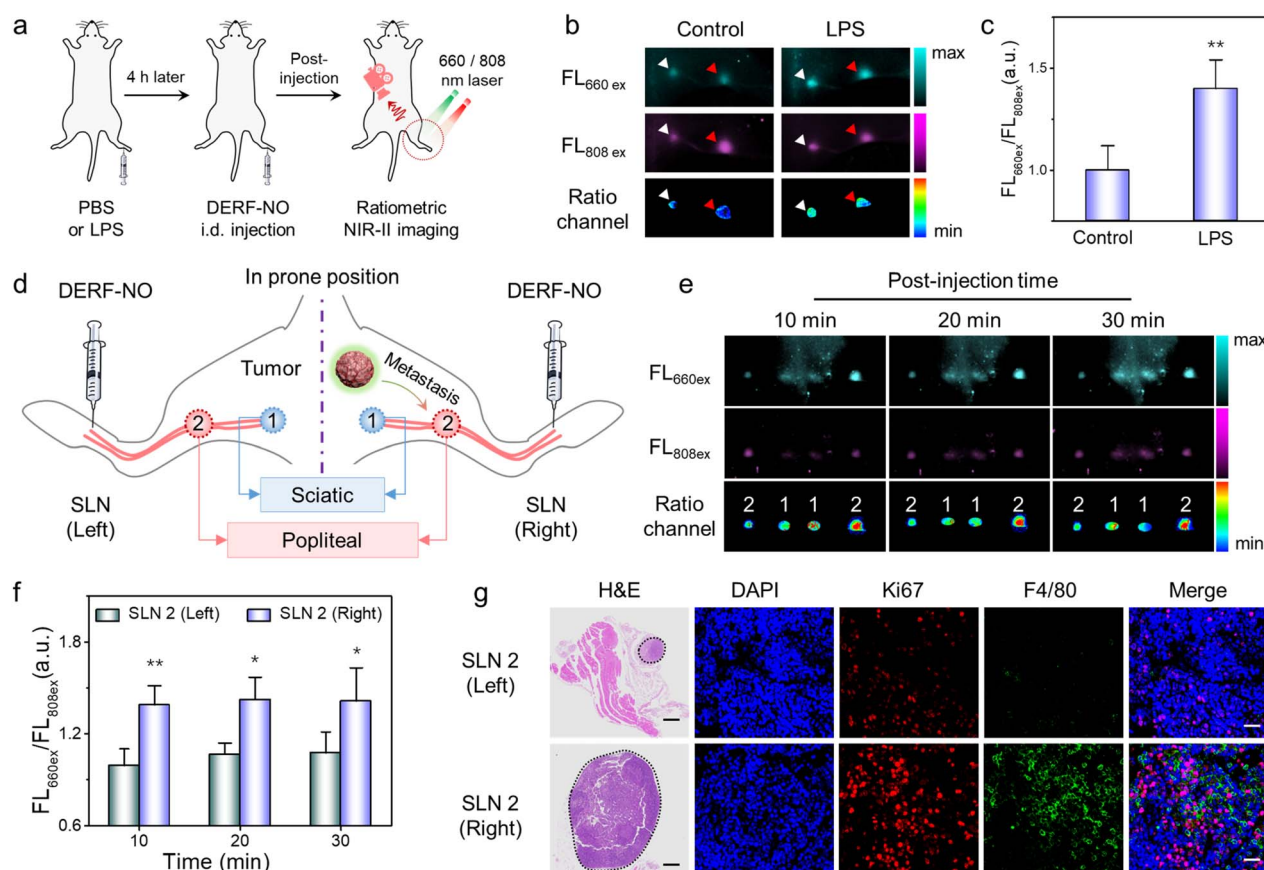 a
4 h later
Post-
injection
660 / 808
nm laser
PBS
or LPS
DERF-NO
i.d. injection
Ratiometric
NIR-II imaging
b
Control
LPS
FL660 ex
FL808 ex
Ratio
channel
max
min
c
FL660ex/FL808ex(a.u.)
1.5
1.0
**
Control
LPS
d
In prone position
DERF-NO
DERF-NO
Tumor
Metastasis
2
1
1
2
SLN
(Left)
Sciatic
Popliteal
SLN
(Right)
e
Post-injection time
10 min
20 min
30 min
FL660ex
FL808ex
Ratio
channel
2 1 1 2
2 1 1 2
2 1 1 2
max
min
f
SLN 2 (Left)
SLN 2 (Right)
FL660ex/FL808ex(a.u.)
1.8
1.2
0.6
**
*
*
10
20
30
Time (min)
g
H&E
DAPI
Ki67
F4/80
Merge
SLN 2
(Left)
SLN 2
(Right)